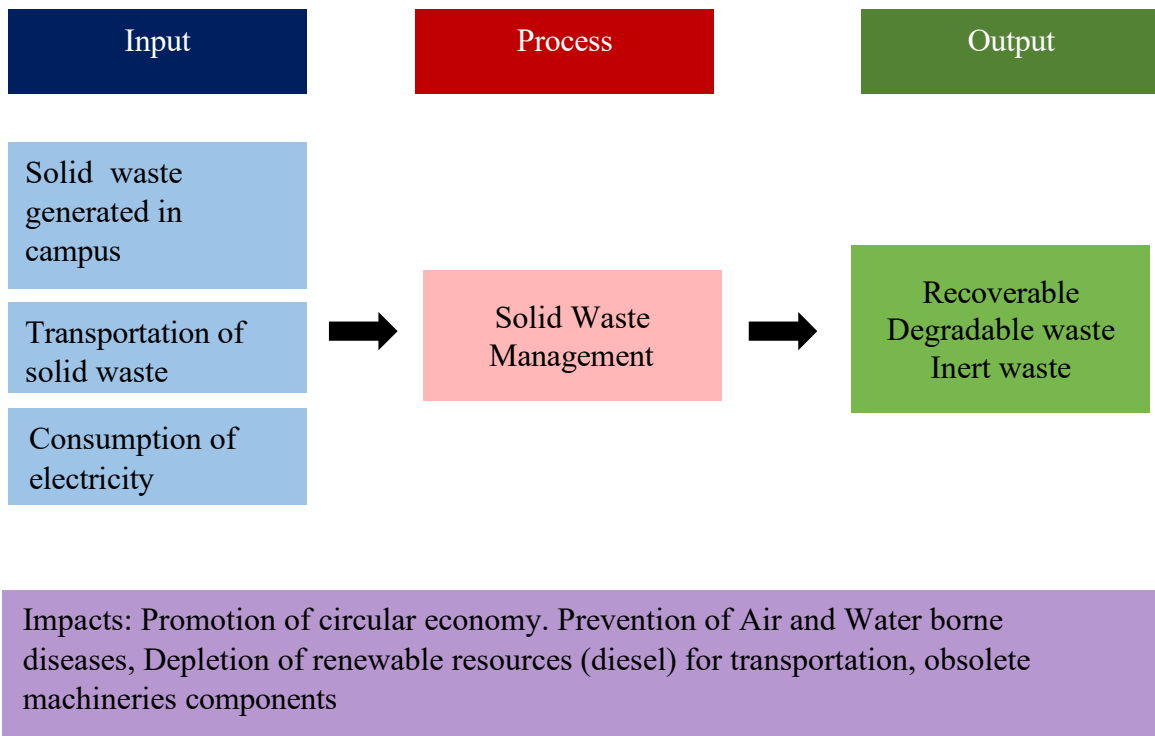 Input
Process
Output
Solid waste
generated in
campus
Transportation of
solid waste
Consumption of
electricity
Solid Waste
Management
Recoverable
Degradable waste
Inert waste
Impacts: Promotion of circular economy. Prevention of Air and Water borne
diseases, Depletion of renewable resources (diesel) for transportation, obsolete
machineries components